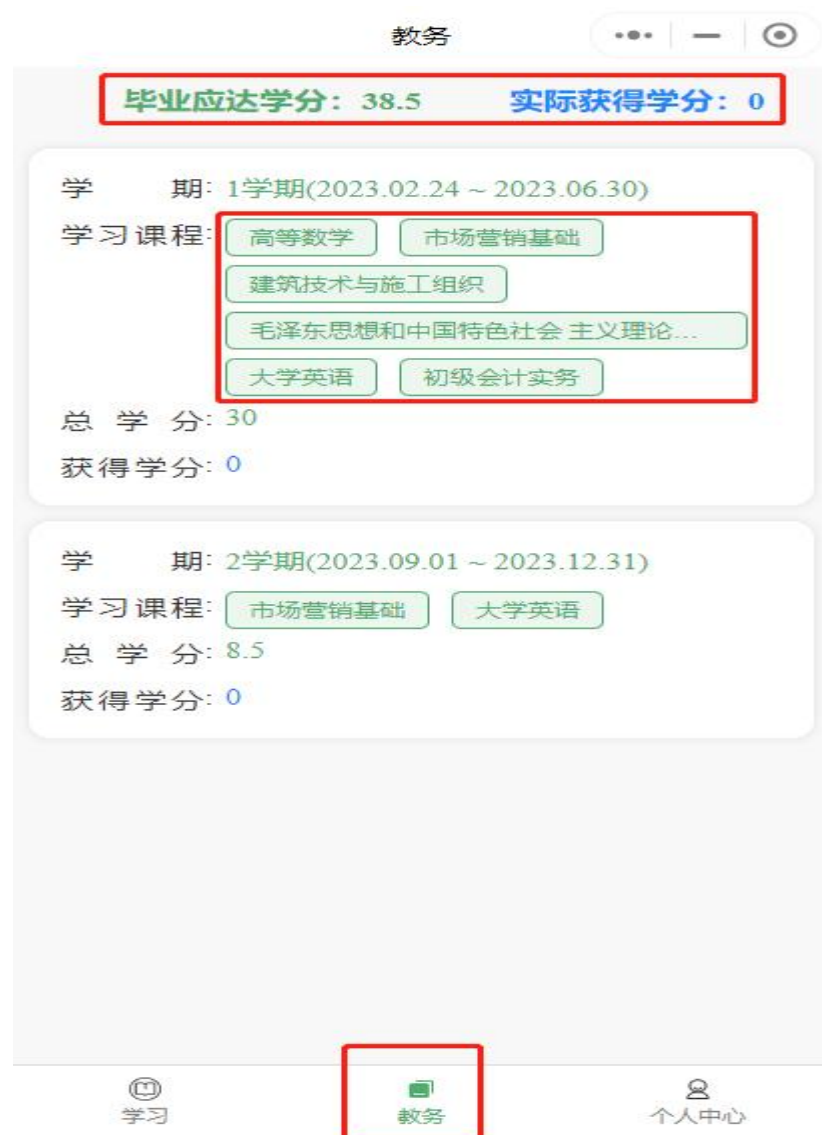 教务
毕业应达学分：38.5 实际获得学分：0
学 期: 1学期(2023.02.24 ~ 2023.06.30)
学习课程: 高等数学 市场营销基础
建筑技术与施工组织
毛泽东思想和中国特色社会 主义理论...
大学英语 初级会计实务
总 学 分: 30
获得学分: 0
学 期: 2学期(2023.09.01 ~ 2023.12.31)
学习课程: 市场营销基础 大学英语
总 学 分: 8.5
获得学分: 0
学习 教务 个人中心